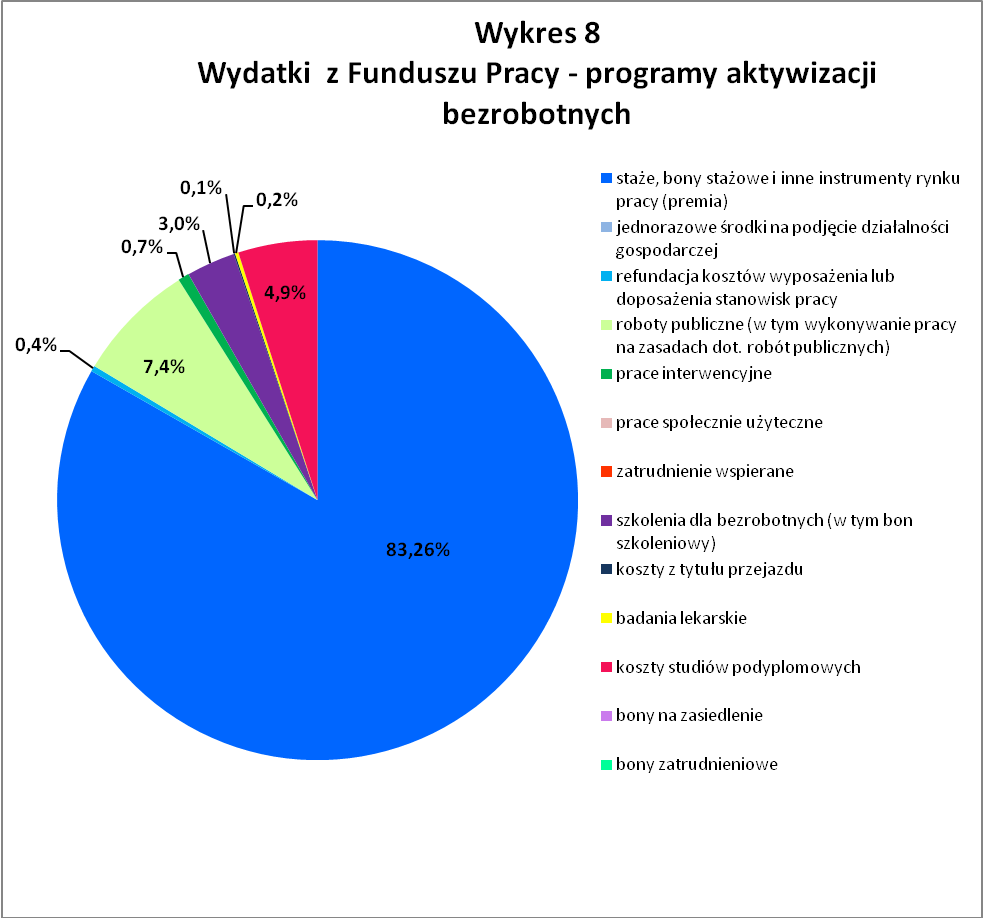 Wykres 8
Wydatki z Funduszu Pracy - programy aktywizacji
bezrobotnych
0,1%
0,2%
3,0%
0,7%
4,9%
0,4%
7,4%
83,26%
staże, bony stażowe i inne instrumenty rynku
pracy (premia)
jednorazowe środki na podjęcie działalności
gospodarczej
refundacja kosztów wyposażenia lub
doposażenia stanowisk pracy
roboty publiczne (w tym wykonywanie pracy
na zasadach dot. robót publicznych)
prace interwencyjne
prace społecznie użyteczne
zatrudnienie wspierane
szkolenia dla bezrobotnych (w tym bon
szkoleniowy)
koszty z tytułu przejazdu
badania lekarskie
koszty studiów podyplomowych
bony na zasiedlenie
bony zatrudnieniowe